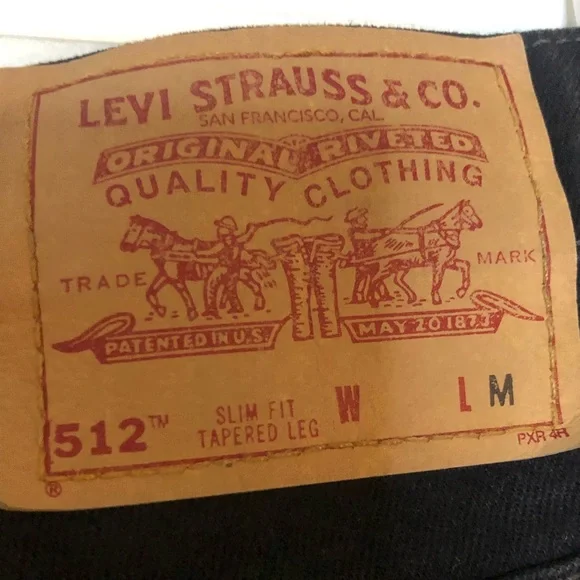 LEVI STRAUSS & CO.
SAN FRANCISCO, CAL.
ORIGINAL RIVETED
QUALITY CLOTHING
TRADE MARK
PATENTED IN U.S. MAY 20 1873
512™ SLIM FIT TAPERED LEG W L M
® PXR 4R